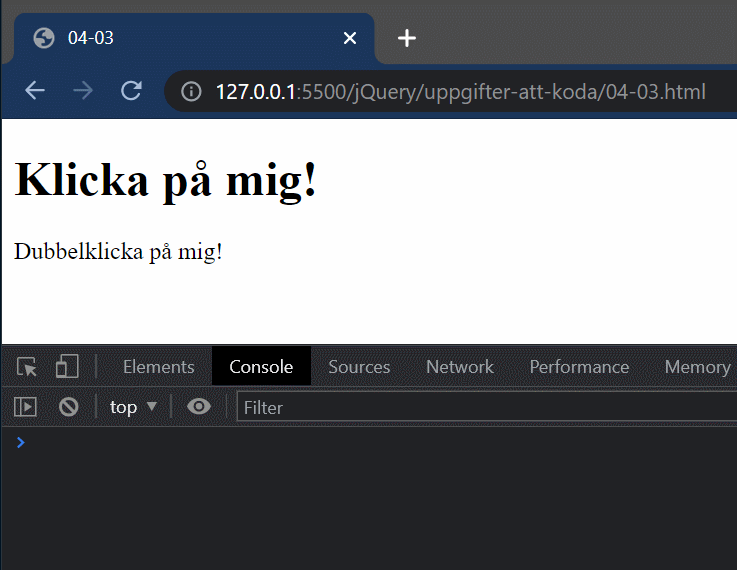 04-03
127.0.0.1:5500/jQuery/uppgifter-att-koda/04-03.html
Klicka på mig!
Dubbelklicka på mig!
Elements Console Sources Network Performance Memory
top Filter